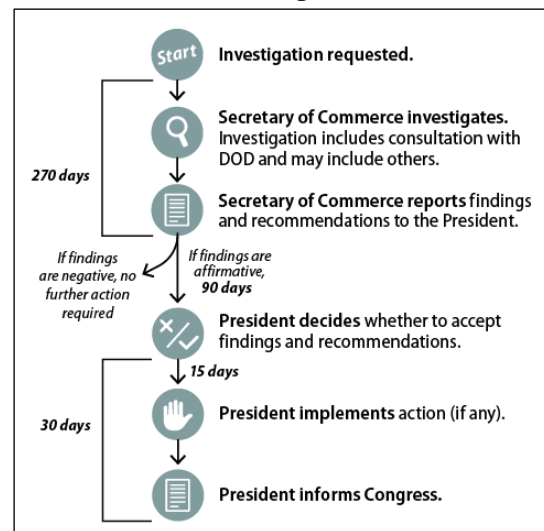 Start
Investigation requested.
Secretary of Commerce investigates.
Investigation includes consultation with
DOD and may include others.
270 days
Secretary of Commerce reports findings
and recommendations to the President.
If findings
are negative, no
further action
required
If findings are
affirmative,
90 days
President decides whether to accept
findings and recommendations.
15 days
30 days
President implements action (if any).
President informs Congress.